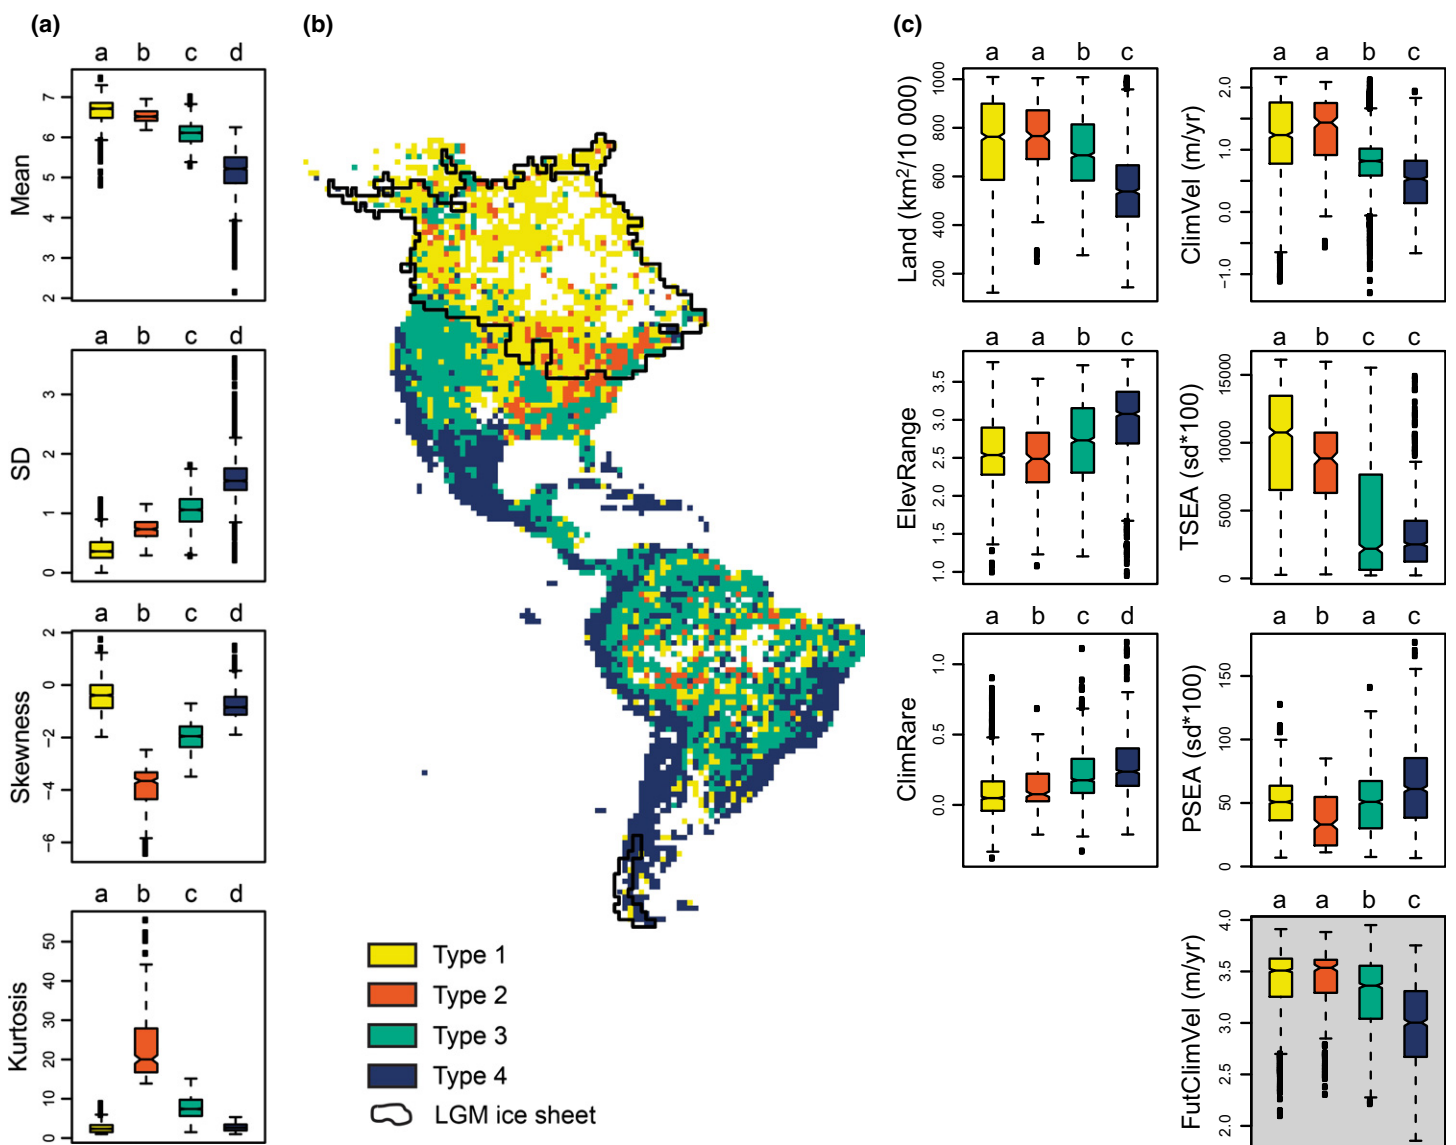 (a)
a b c d
Mean
2 3 4 5 6 7
a b c d
SD
0 1 2 3
a b c d
Skewness
−6 −4 −2 0 2
a b c d
Kurtosis
0 10 20 30 40 50
(b)
Type 1
Type 2
Type 3
Type 4
LGM ice sheet
(c)
a a b c
Land (km²/10 000)
200 400 600 800 1000
a a b c
ClimVel (m/yr)
−1.0 0.0 1.0 2.0
a a b c
ElevRange
1.0 1.5 2.0 2.5 3.0 3.5
a b c c
TSEA (sd*100)
0 5000 10000 15000
a b c d
ClimRare
0.0 0.5 1.0
a b a c
PSEA (sd*100)
0 50 100 150
a a b c
FutClimVel (m/yr)
2.0 2.5 3.0 3.5 4.0